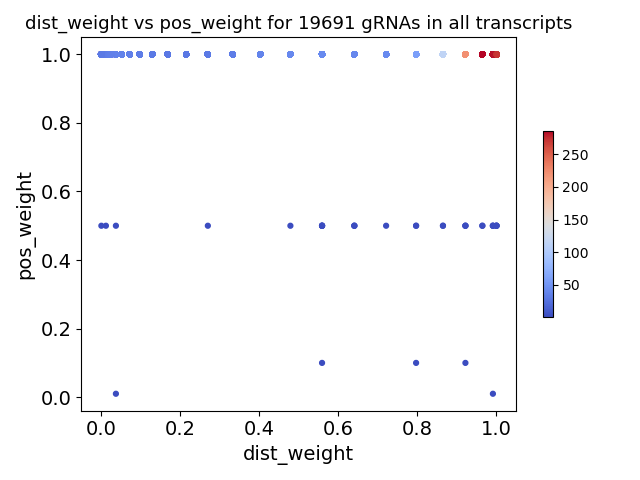 dist_weight vs pos_weight for 19691 gRNAs in all transcripts
1.0
0.8
0.6
0.4
0.2
0.0
pos_weight
0.0 0.2 0.4 0.6 0.8 1.0
dist_weight
250
200
150
100
50